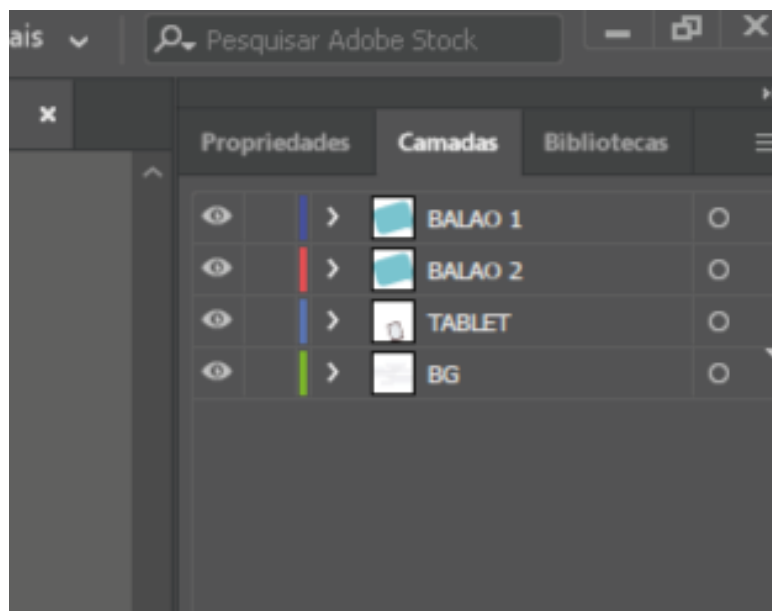 ais
Pesquisar Adobe Stock
Propriedades Camadas Bibliotecas
BALAO 1
BALAO 2
TABLET
BG